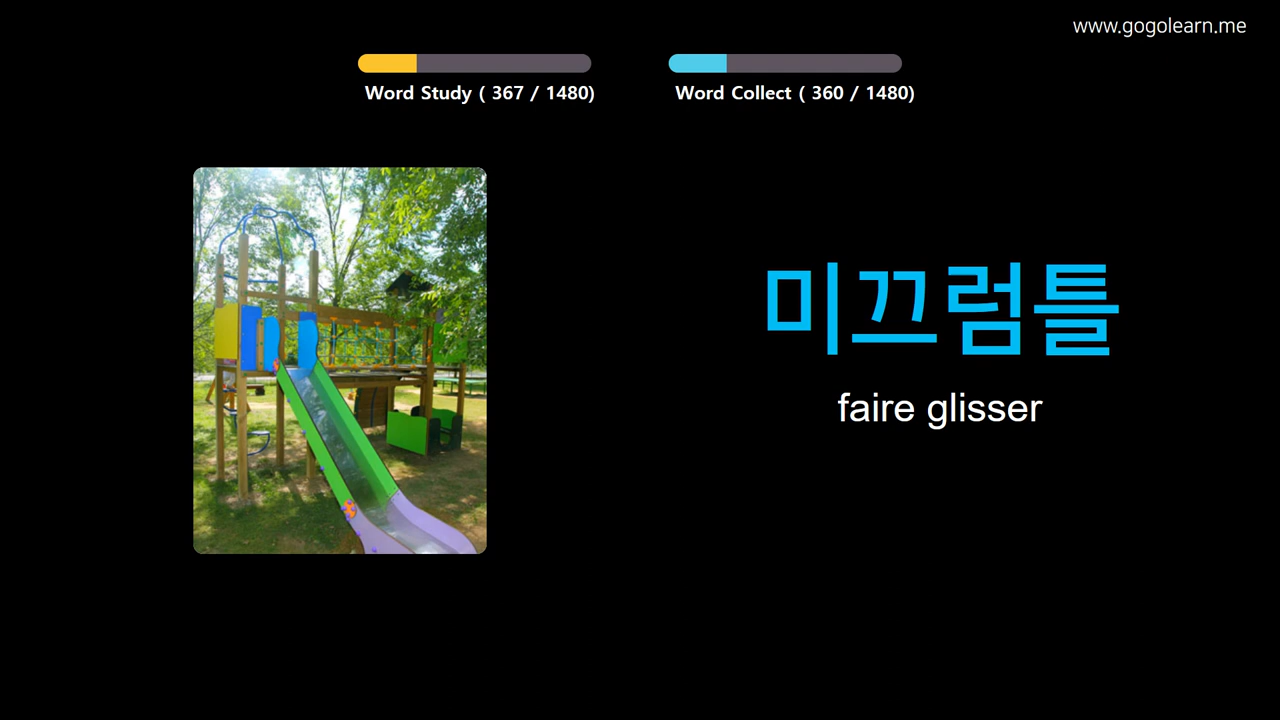 www.gogolearn.me
Word Study ( 367 / 1480)
Word Collect ( 360 / 1480)
미끄럼틀
faire glisser